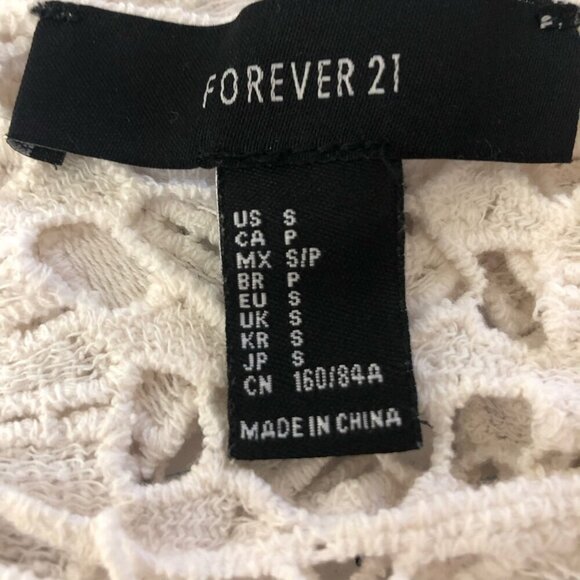 FOREVER 21
US S
CA P
MX S/P
BR P
EU S
UK S
KR S
JP S
CN 160/84A
MADE IN CHINA